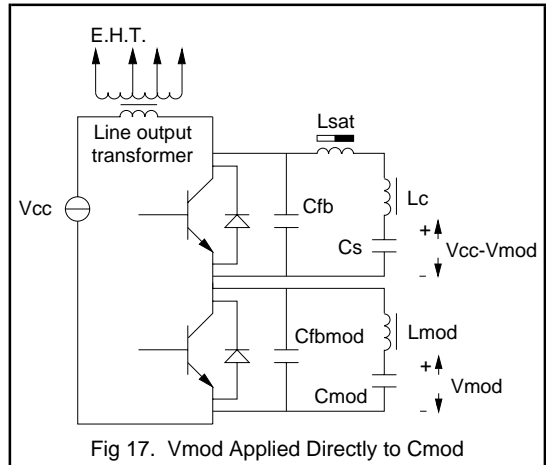 E.H.T.
Line output
transformer
Lsat
Vcc
Cfb
Lc
Cs
+
Vcc-Vmod
–
Cfbmod
Lmod
Cmod
+
Vmod
–
Fig 17. Vmod Applied Directly to Cmod